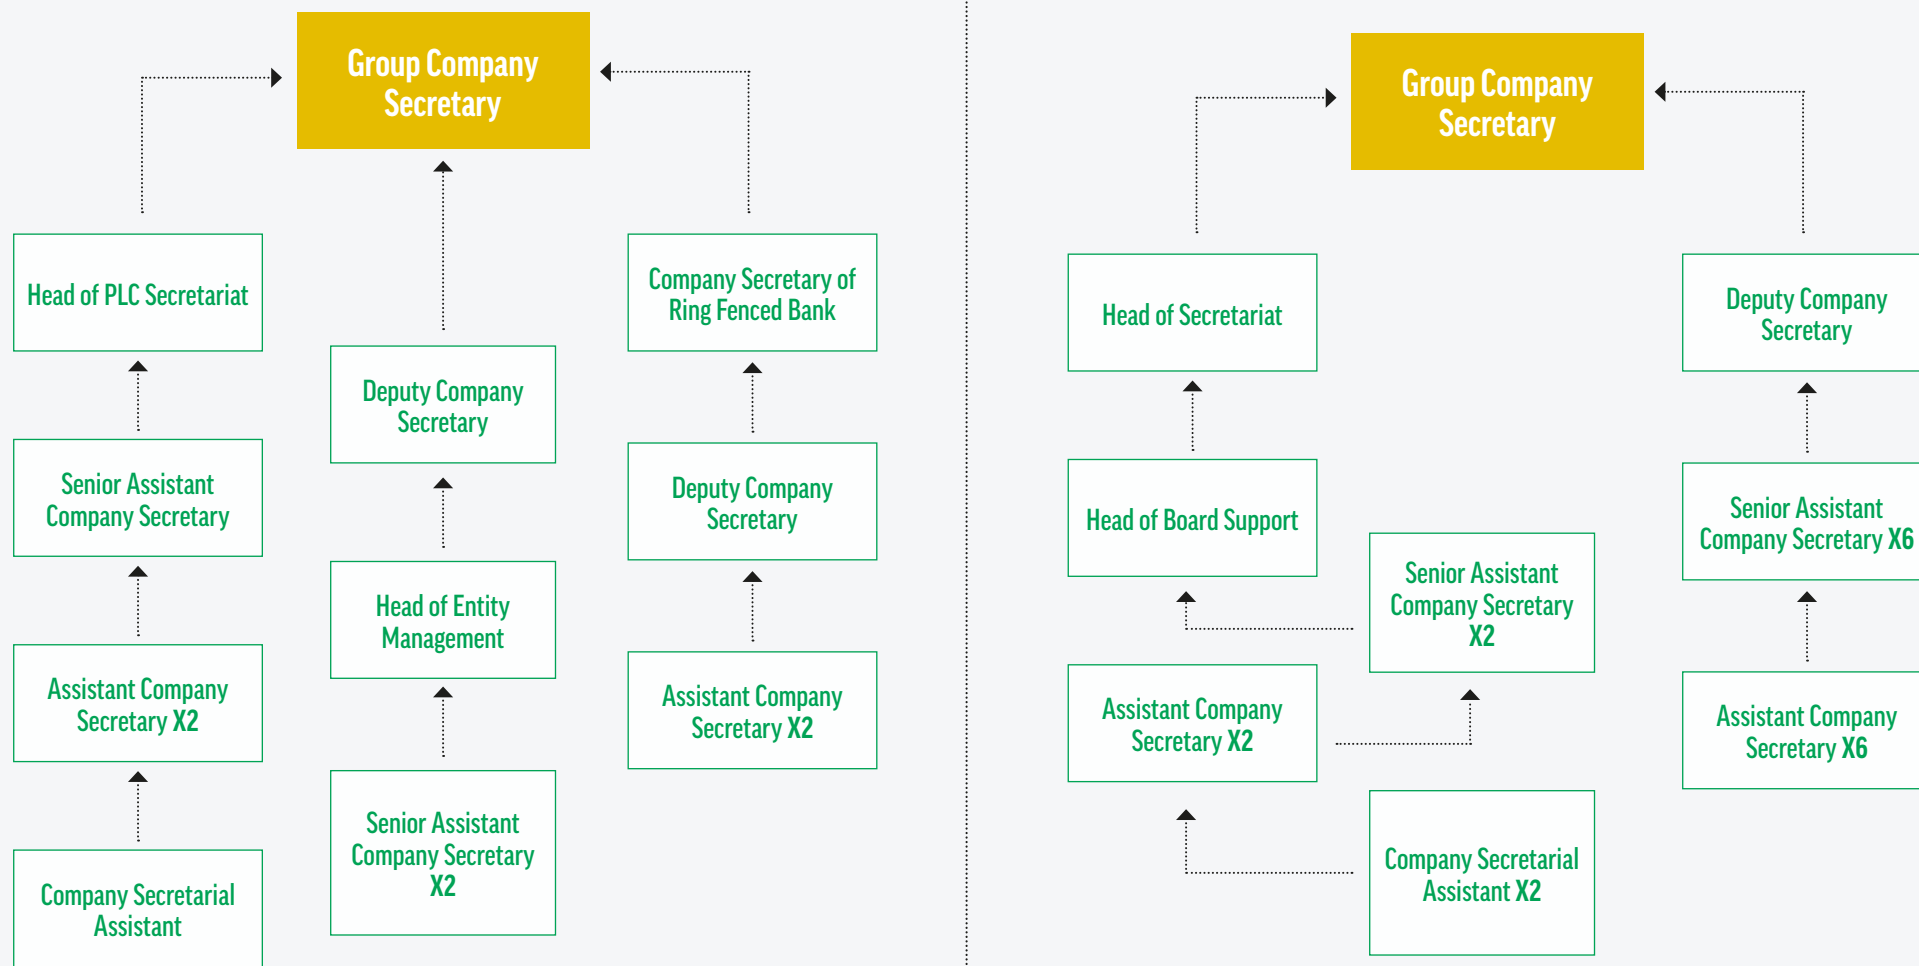 Group Company
Secretary
Head of PLC Secretariat
Senior Assistant
Company Secretary
Assistant Company
Secretary X2
Company Secretarial
Assistant
Deputy Company
Secretary
Head of Entity
Management
Senior Assistant
Company Secretary
X2
Company Secretary of
Ring Fenced Bank
Deputy Company
Secretary
Assistant Company
Secretary X2
Group Company
Secretary
Head of Secretariat
Head of Board Support
Senior Assistant
Company Secretary
X2
Assistant Company
Secretary X2
Company Secretarial
Assistant X2
Deputy Company
Secretary
Senior Assistant
Company Secretary X6
Assistant Company
Secretary X6